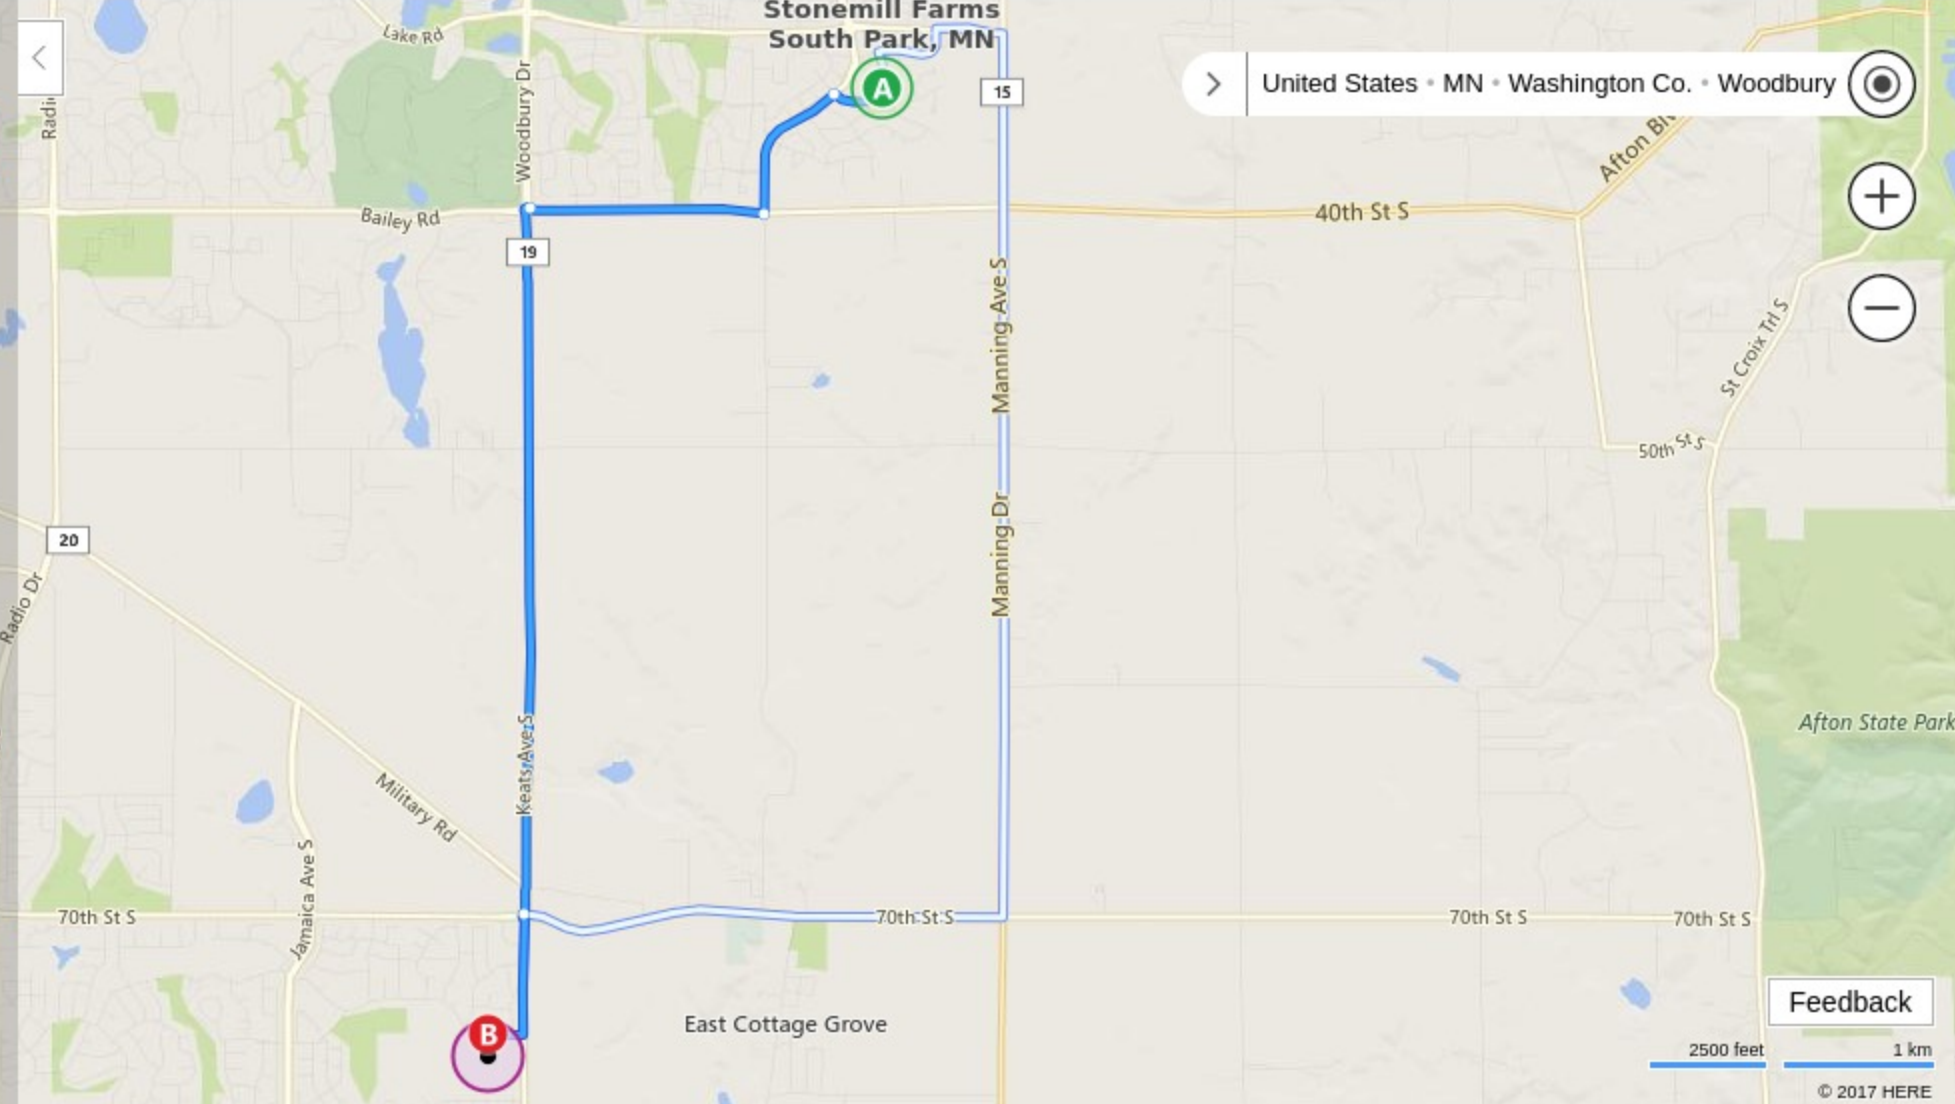 Stonemill Farms
South Park, MN
Lake Rd
Woodbury Dr
A
15
United States • MN • Washington Co. • Woodbury
Afton
Bailey Rd
40th St S
19
Manning Ave S
St Croix Trl S
50th St S
Manning Dr
20
Radio Dr
Keats Ave S
Afton State Park
Military Rd
Jamaica Ave S
70th St S
70th St S
70th St S
70th St S
B
East Cottage Grove
Feedback
2500 feet
1 km
© 2017 HERE